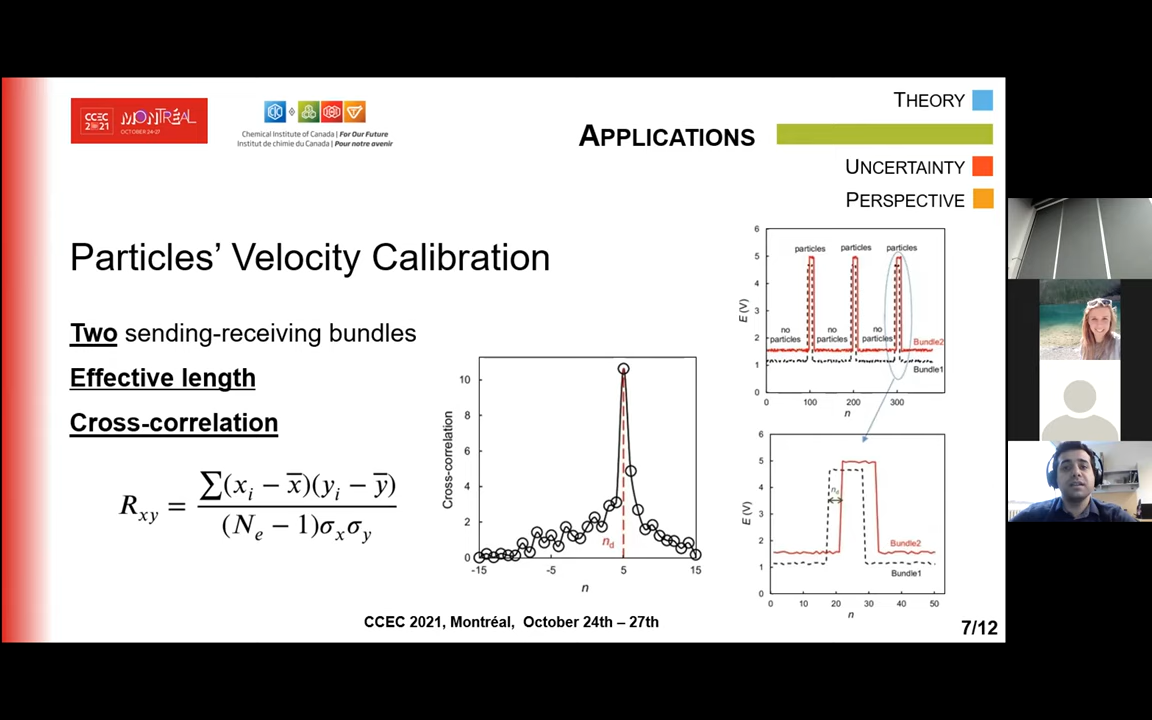 CCEC
2021
MONTRÉAL
OCTOBER 24-27
Chemical Institute of Canada | For Our Future
Institut de chimie du Canada | Pour notre avenir
THEORY
APPLICATIONS
UNCERTAINTY
PERSPECTIVE
Particles' Velocity Calibration
Two sending-receiving bundles
Effective length
Cross-correlation
R_xy = ∑(x_i − x̄)(y_i − ȳ) / (N_e − 1)σ_xσ_y
Cross-correlation
10
8
6
4
2
0
n_d
-15
-5
5
15
n
6
5
4
3
2
1
0
E (V)
particles
particles
particles
no
particles
no
particles
no
particles
Bundle2
Bundle1
0
100
200
300
n
6
5
4
3
2
1
0
E (V)
n_d
Bundle2
Bundle1
0
10
20
30
40
50
n
CCEC 2021, Montréal, October 24th – 27th
7/12